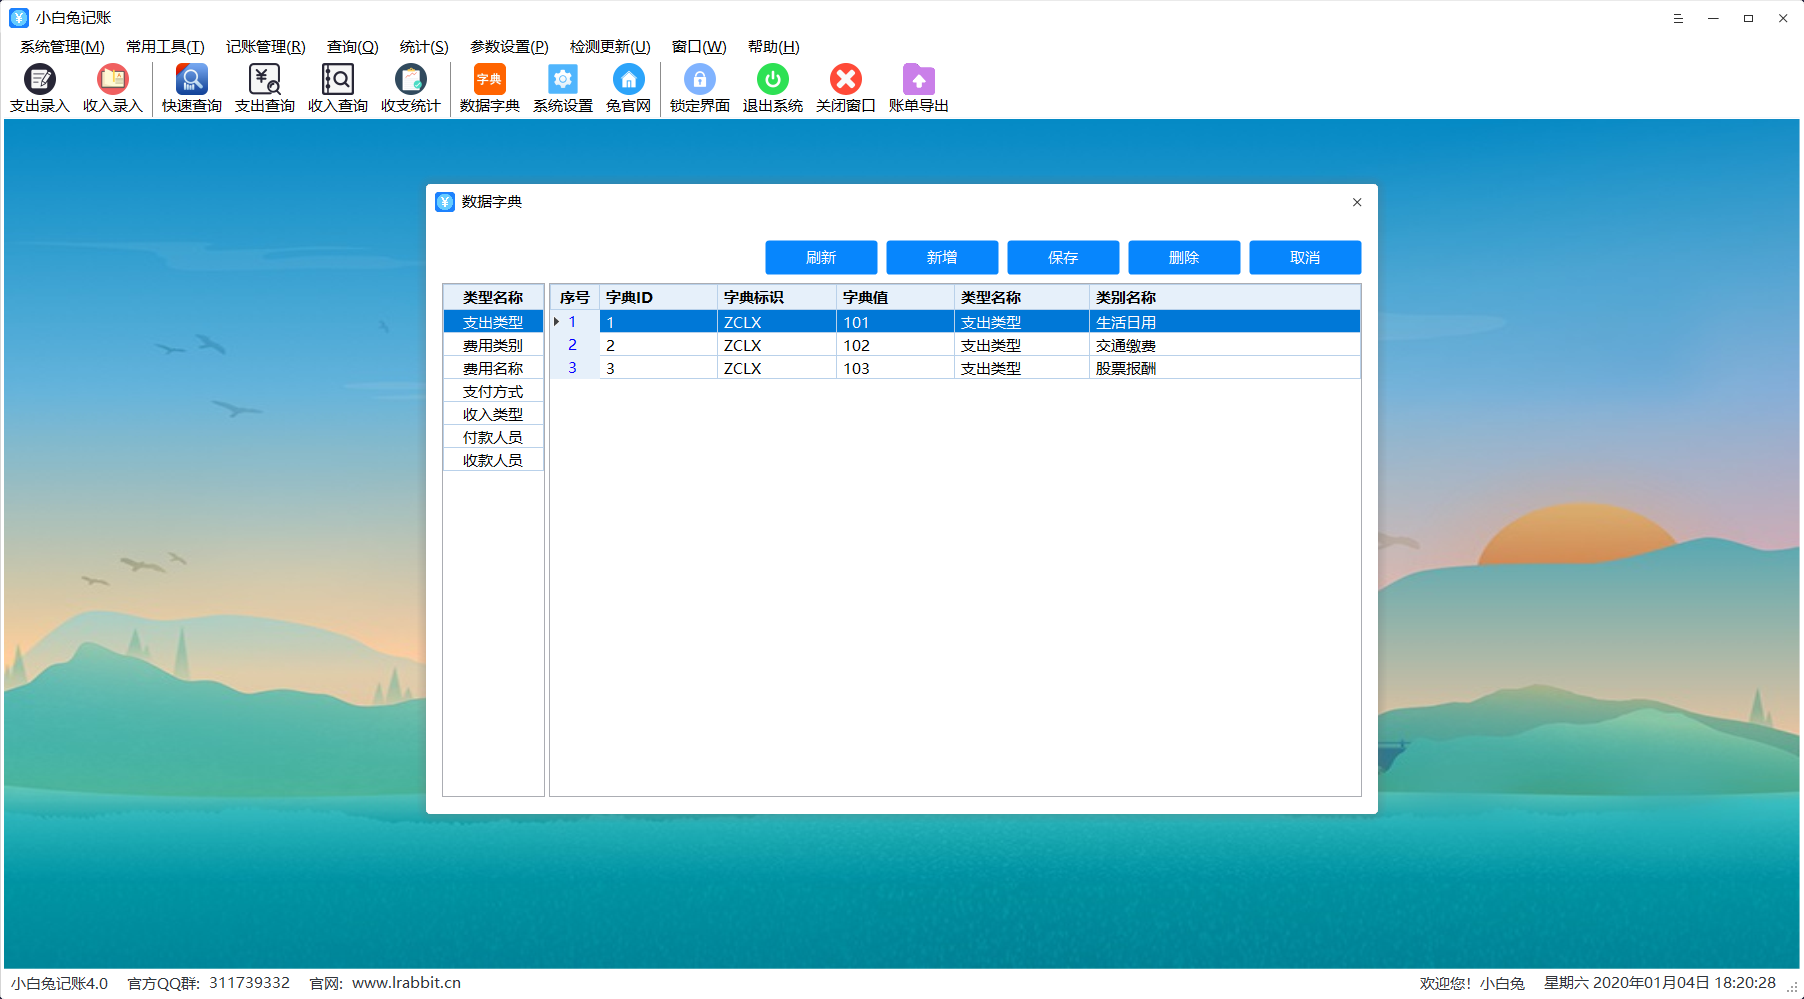 小白兔记账
系统管理(M) 常用工具(T) 记账管理(R) 查询(Q) 统计(S) 参数设置(P) 检测更新(U) 窗口(W) 帮助(H)
字典
支出录入 收入录入 快速查询 支出查询 收入查询 收支统计 数据字典 系统设置 兔官网 锁定界面 退出系统 关闭窗口 账单导出
数据字典
刷新 新增 保存 删除 取消
类型名称 序号 字典ID 字典标识 字典值 类型名称 类别名称
支出类型 1 1 ZCLX 101 支出类型 生活日用
费用类别 2 2 ZCLX 102 支出类型 交通缴费
费用名称 3 3 ZCLX 103 支出类型 股票报酬
支付方式
收入类型
付款人员
收款人员
小白兔记账4.0 官方QQ群: 311739332 官网: www.lrabbit.cn 欢迎您! 小白兔 星期六 2020年01月04日 18:20:28